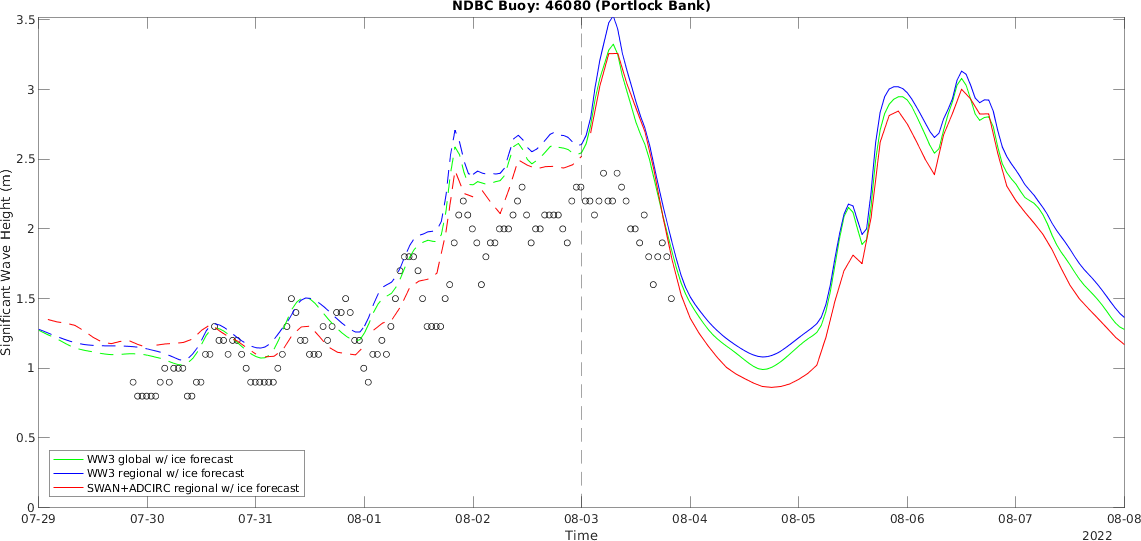 NDBC Buoy: 46080 (Portlock Bank)
Significant Wave Height (m)
3.5
3
2.5
2
1.5
1
0.5
0
WW3 global w/ ice forecast
WW3 regional w/ ice forecast
SWAN+ADCIRC regional w/ ice forecast
07-29 07-30 07-31 08-01 08-02 08-03 08-04 08-05 08-06 08-07 08-08
Time
2022